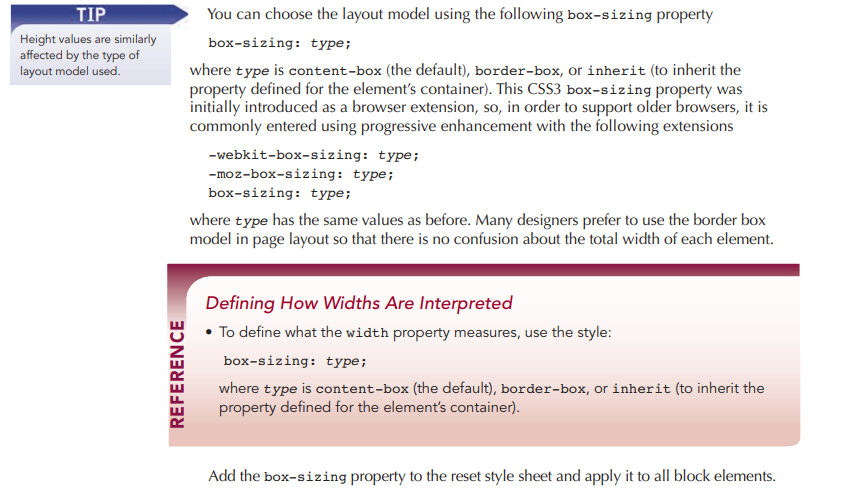 TIP
Height values are similarly
affected by the type of
layout model used.
You can choose the layout model using the following box-sizing property
box-sizing: type;
where type is content-box (the default), border-box, or inherit (to inherit the
property defined for the element's container). This CSS3 box-sizing property was
initially introduced as a browser extension, so, in order to support older browsers, it is
commonly entered using progressive enhancement with the following extensions
-webkit-box-sizing: type;
-moz-box-sizing: type;
box-sizing: type;
where type has the same values as before. Many designers prefer to use the border box
model in page layout so that there is no confusion about the total width of each element.
REFERENCE
Defining How Widths Are Interpreted
• To define what the width property measures, use the style:
box-sizing: type;
where type is content-box (the default), border-box, or inherit (to inherit the
property defined for the element's container).
Add the box-sizing property to the reset style sheet and apply it to all block elements.